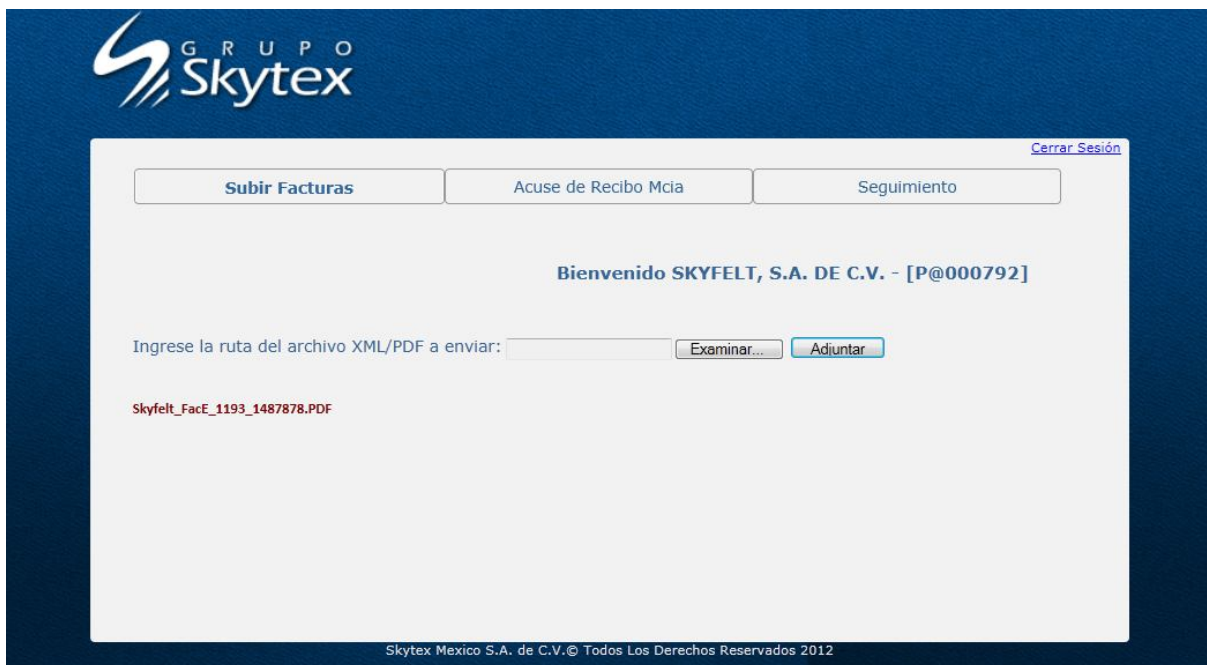 GRUPO
Skytex
Cerrar Sesión
Subir Facturas
Acuse de Recibo Mcia
Seguimiento
Bienvenido SKYFELT, S.A. DE C.V. - [P@000792]
Ingrese la ruta del archivo XML/PDF a enviar: Examinar... Adjuntar
Skyfelt_FacE_1193_1487878.PDF
Skytex Mexico S.A. de C.V.© Todos Los Derechos Reservados 2012